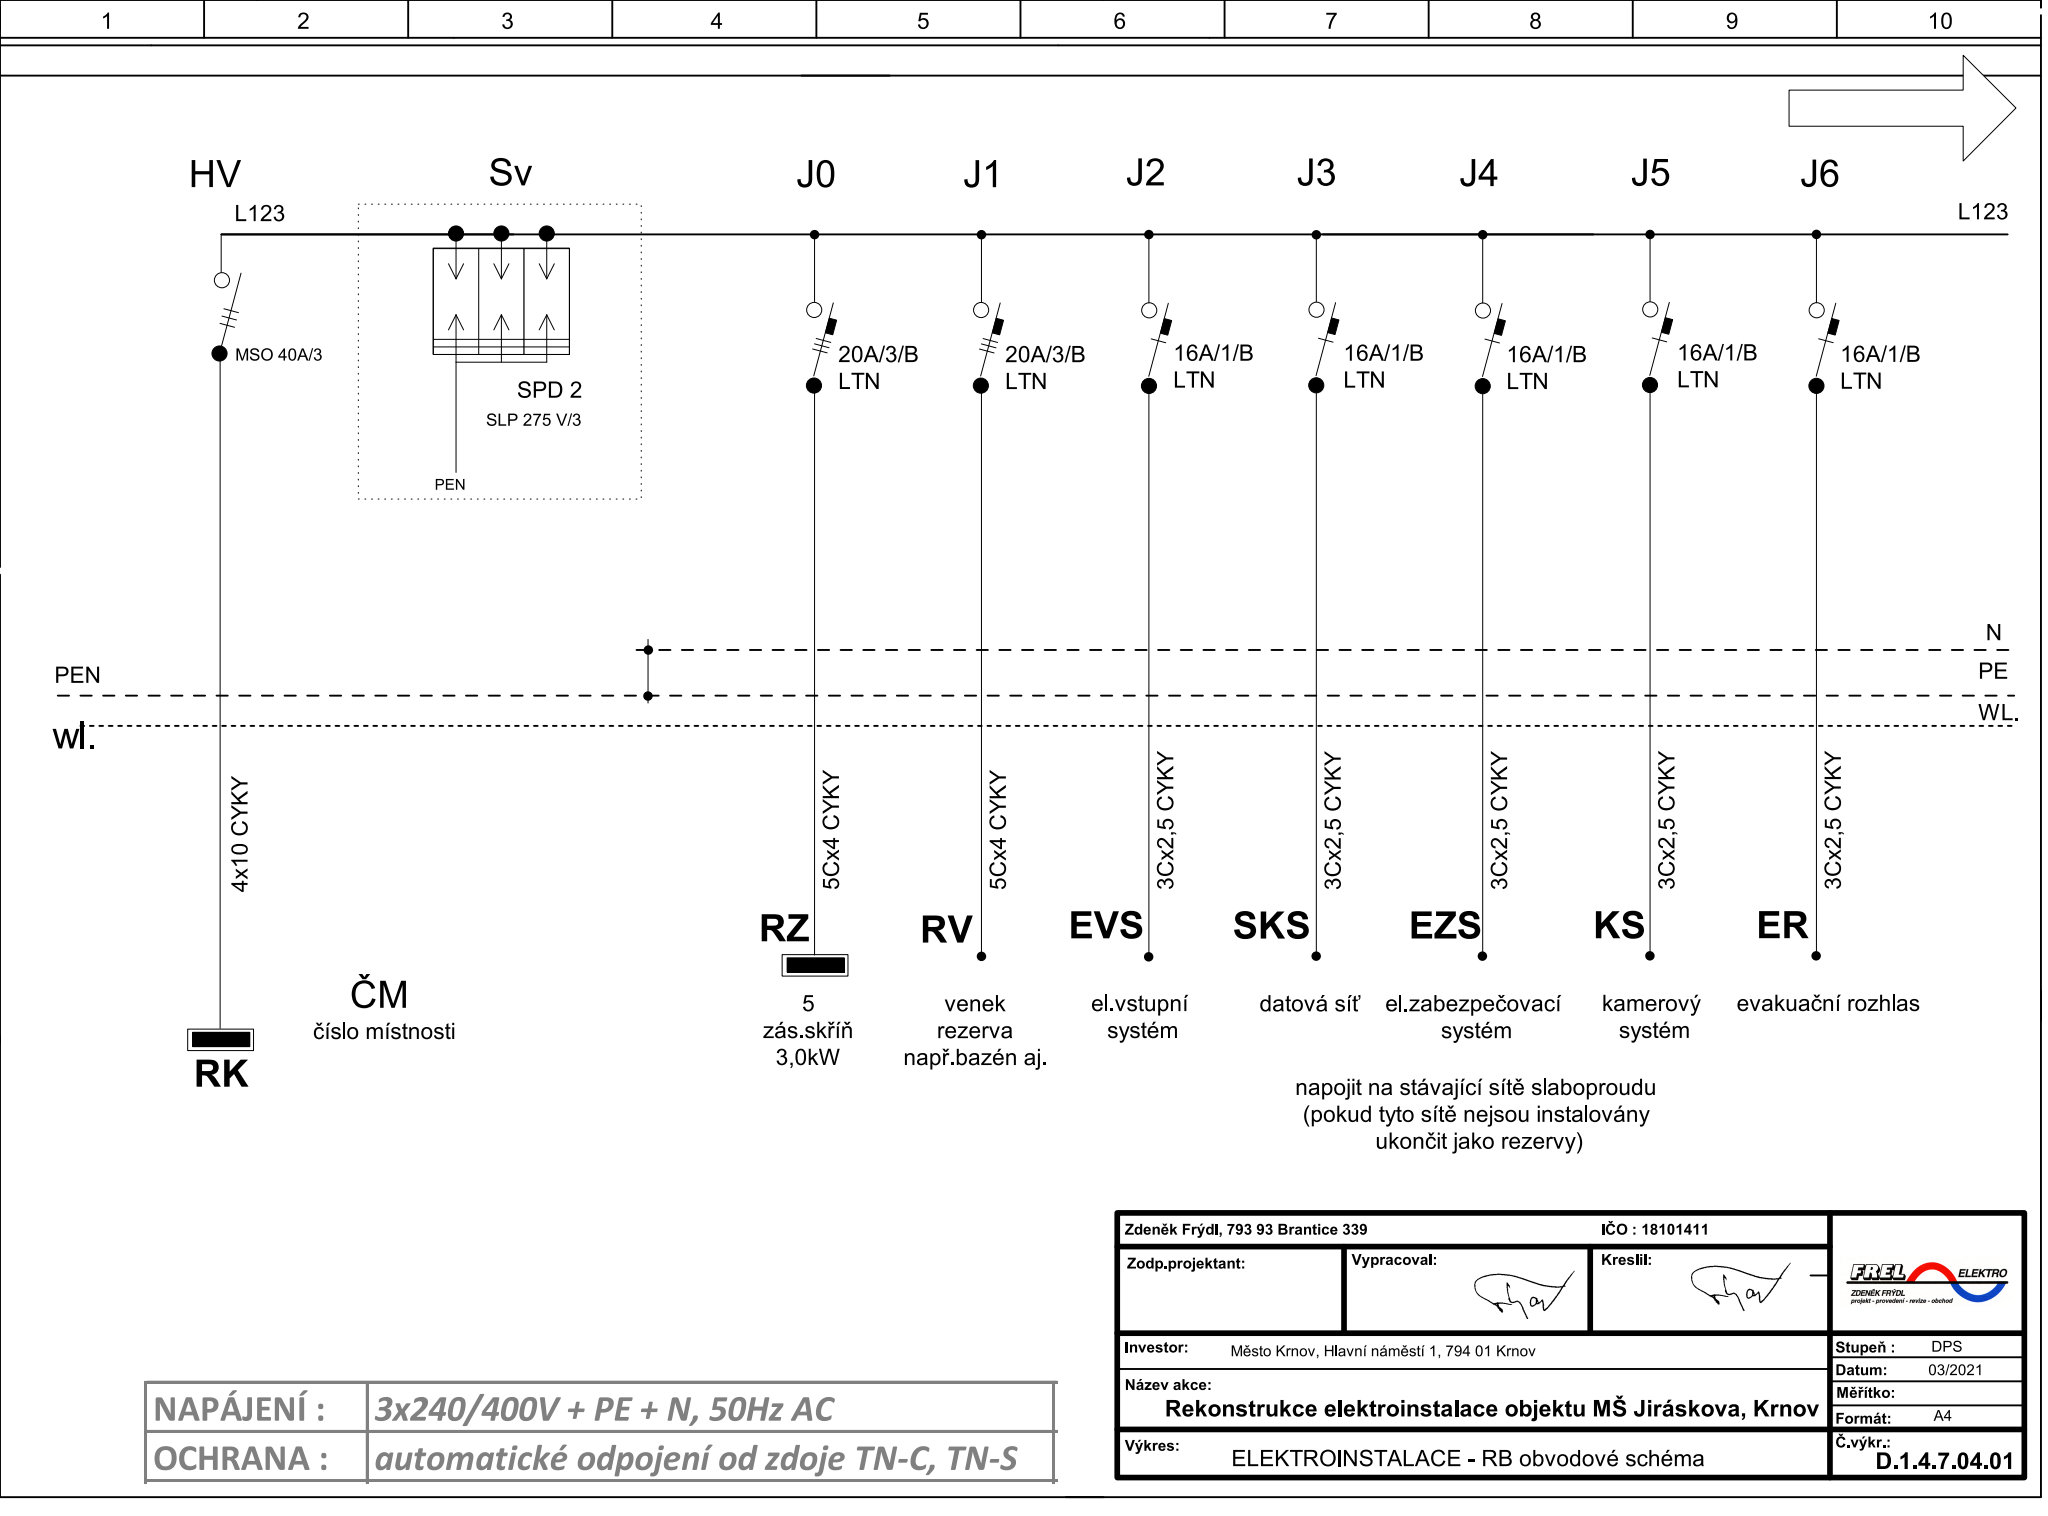 1 2 3 4 5 6 7 8 9 10
HV Sv J0 J1 J2 J3 J4 J5 J6
L123 L123
MSO 40A/3
SPD 2
SLP 275 V/3
PEN
20A/3/B
LTN
20A/3/B
LTN
16A/1/B
LTN
16A/1/B
LTN
16A/1/B
LTN
16A/1/B
LTN
16A/1/B
LTN
N
PEN PE
wl. WL.
4x10 CYKY
5Cx4 CYKY
5Cx4 CYKY
3Cx2,5 CYKY
3Cx2,5 CYKY
3Cx2,5 CYKY
3Cx2,5 CYKY
3Cx2,5 CYKY
RK
ČM
číslo místnosti
RZ
5
zás.skříň
3,0kW
RV
venek
rezerva
např.bazén aj.
EVS
el.vstupní
systém
SKS
datová síť
EZS
el.zabezpečovací
systém
KS
kamerový
systém
ER
evakuační rozhlas
napojit na stávající sítě slaboproudu
(pokud tyto sítě nejsou instalovány
ukončit jako rezervy)
NAPÁJENÍ : 3x240/400V + PE + N, 50Hz AC
OCHRANA : automatické odpojení od zdoje TN-C, TN-S
Zdeněk Frýdl, 793 93 Brantice 339 IČO : 18101411
Zodp.projektant: Vypracoval: Kreslil:
FREL ELEKTRO
ZDENĚK FRÝDL
projekt - provedení - revize - obchod
Investor: Město Krnov, Hlavní náměstí 1, 794 01 Krnov
Stupeň : DPS
Datum: 03/2021
Měřítko:
Formát: A4
Název akce:
Rekonstrukce elektroinstalace objektu MŠ Jiráskova, Krnov
Výkres: ELEKTROINSTALACE - RB obvodové schéma
Č.výkr.:
D.1.4.7.04.01